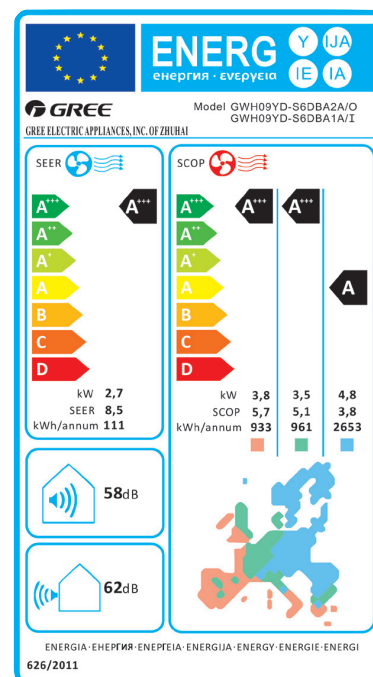 ENERG
енергия · ενεργεια
Y
IJA
IE
IA
GREE
GREE ELECTRIC APPLIANCES, INC. OF ZHUHAI
Model GWH09YD-S6DBA2A/O
GWH09YD-S6DBA1A/I
SEER
A+++
A++
A+
A
B
C
D
A+++
kW 2,7
SEER 8,5
kWh/annum 111
SCOP
A+++
A++
A+
A
B
C
D
A+++ A+++
A
kW 3,8 3,5 4,8
SCOP 5,7 5,1 3,8
kWh/annum 933 961 2653
58dB
62dB
ENERGIA·ЕНЕРГИЯ·ΕΝΕΡΓΕΙΑ·ENERGIJA·ENERGY·ENERGIE·ENERGI
626/2011